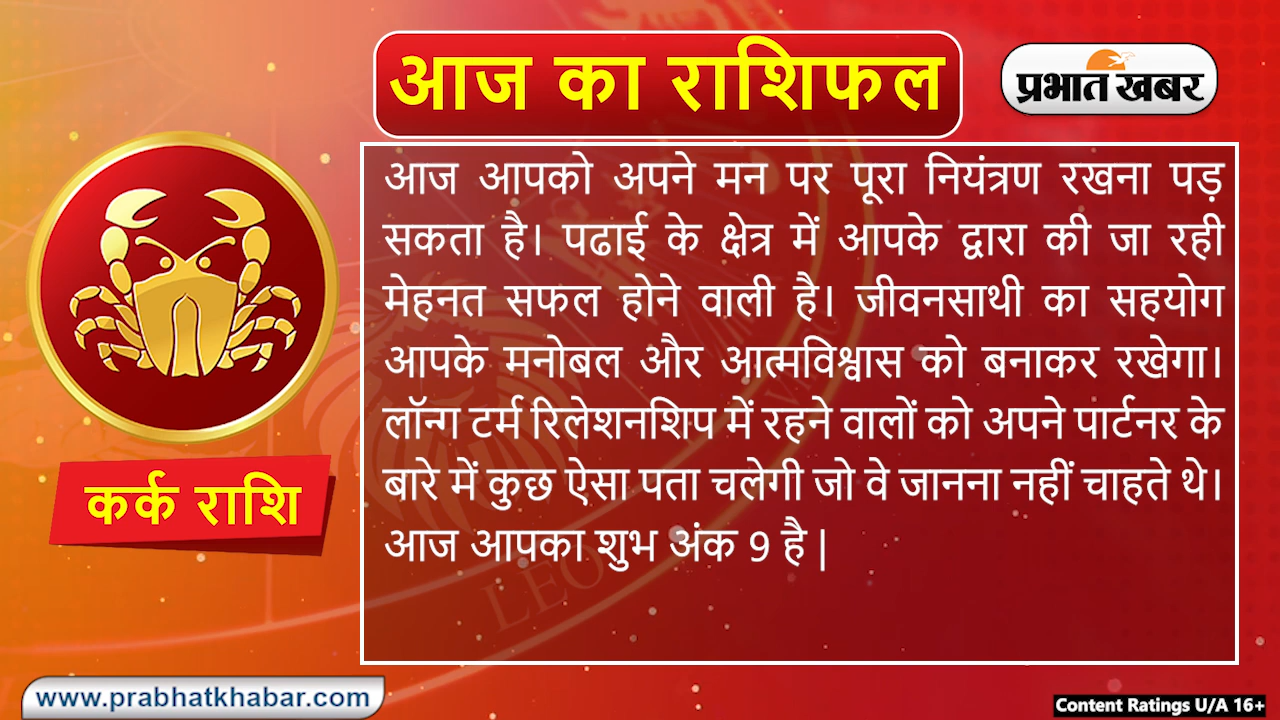 आज का राशिफल
प्रभात खबर
आज आपको अपने मन पर पूरा नियंत्रण रखना पड़
सकता है। पढाई के क्षेत्र में आपके द्वारा की जा रही
मेहनत सफल होने वाली है। जीवनसाथी का सहयोग
आपके मनोबल और आत्मविश्वास को बनाकर रखेगा।
लॉन्ग टर्म रिलेशनशिप में रहने वालों को अपने पार्टनर के
बारे में कुछ ऐसा पता चलेगी जो वे जानना नहीं चाहते थे।
आज आपका शुभ अंक 9 है |
कर्क राशि
LEO
www.prabhatkhabar.com
Content Ratings U/A 16+